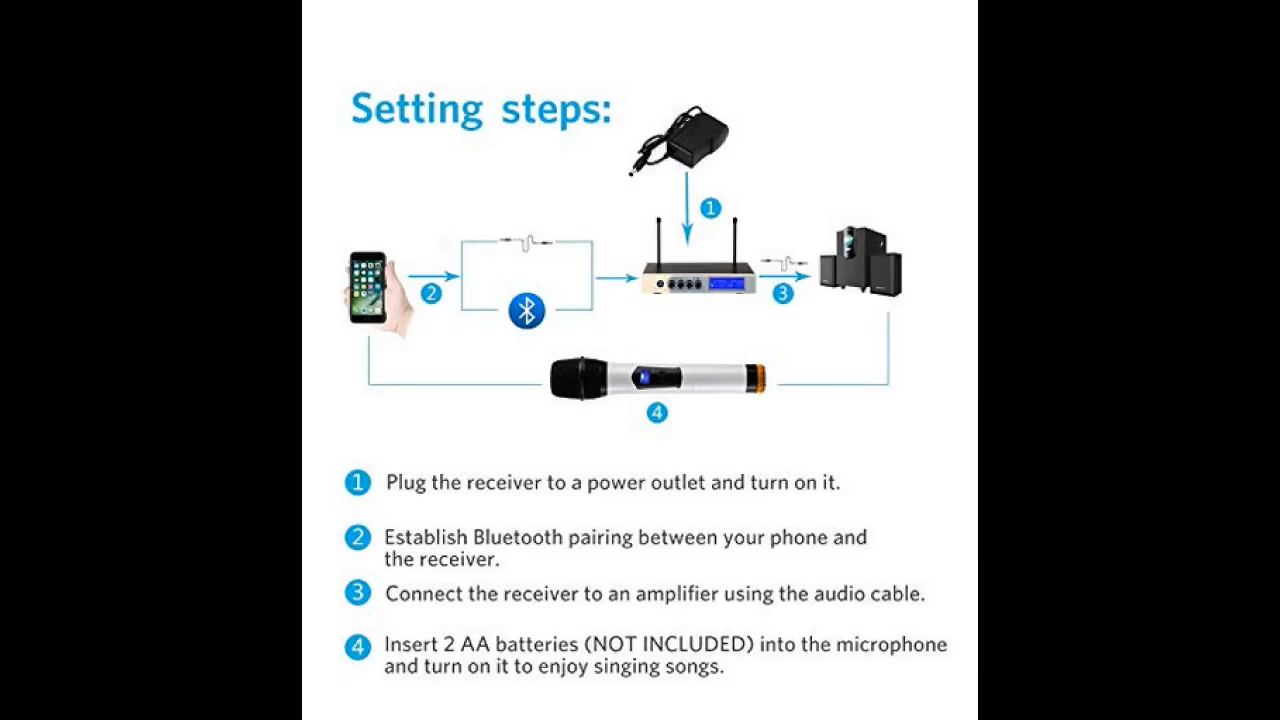 Setting steps:
1
2
3
4
1 Plug the receiver to a power outlet and turn on it.
2 Establish Bluetooth pairing between your phone and
the receiver.
3 Connect the receiver to an amplifier using the audio cable.
4 Insert 2 AA batteries (NOT INCLUDED) into the microphone
and turn on it to enjoy singing songs.